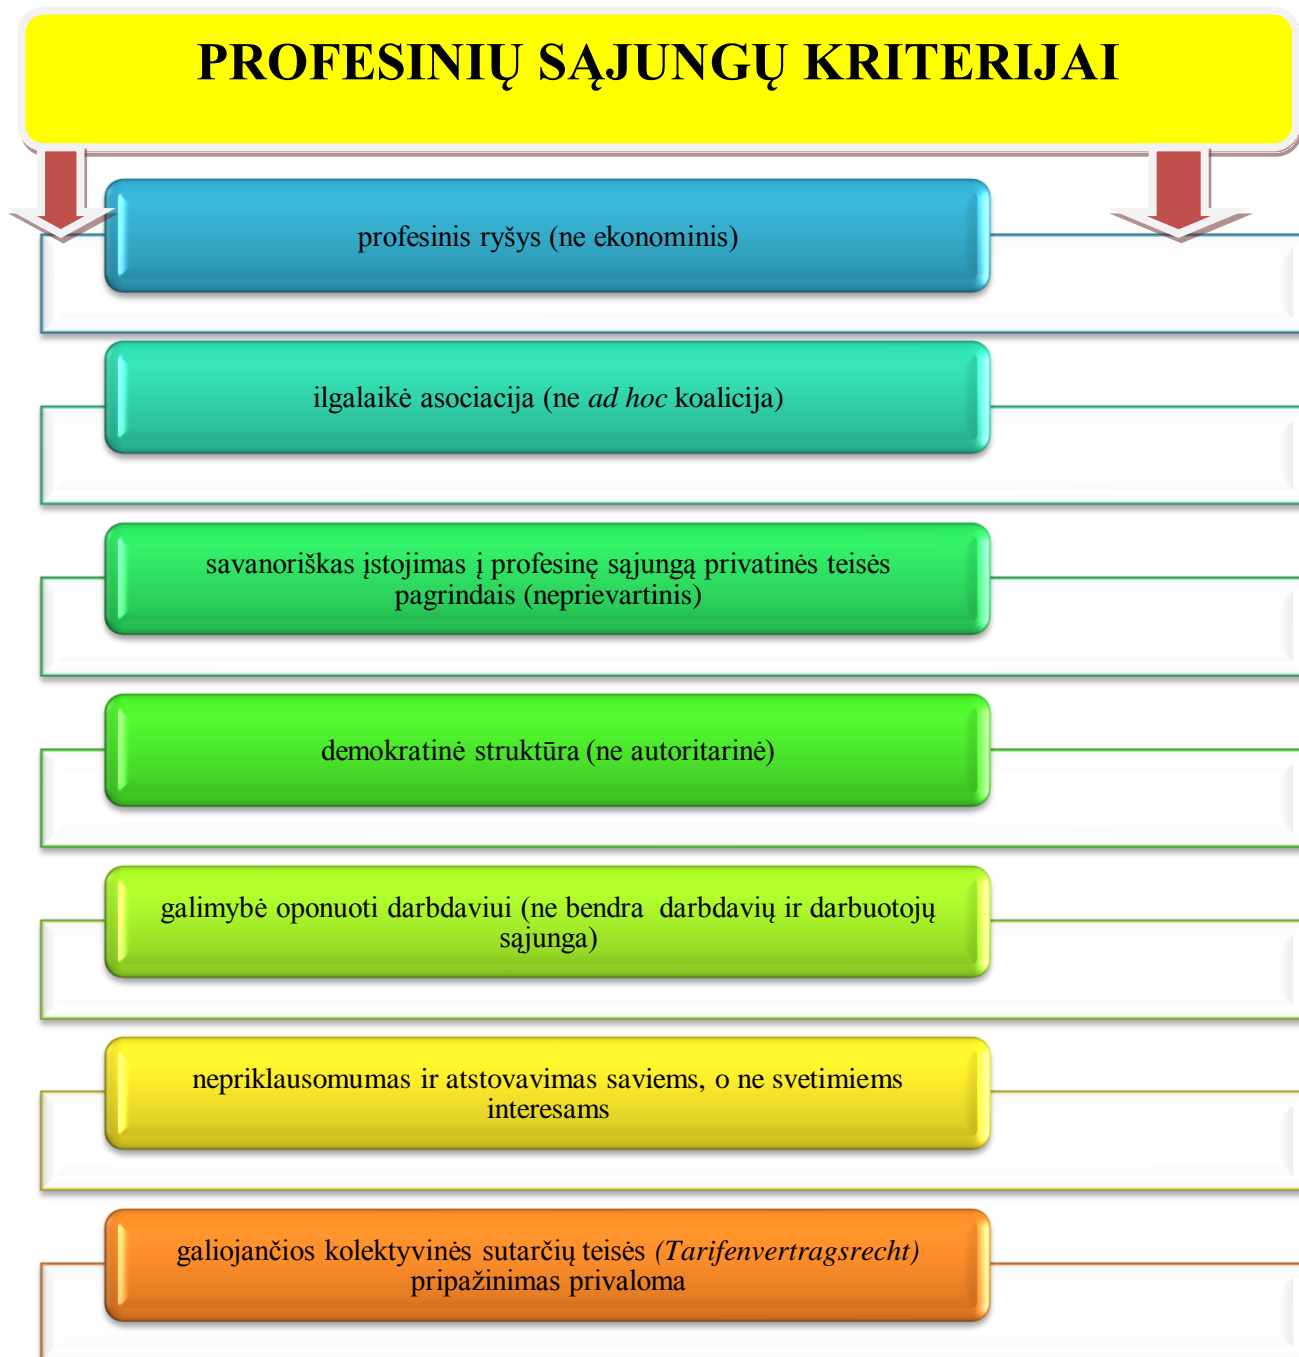 PROFESINIŲ SĄJUNGŲ KRITERIJAI
profesinis ryšys (ne ekonominis)
ilgalaikė asociacija (ne ad hoc koalicija)
savanoriškas įstojimas į profesinę sąjungą privatinės teisės
pagrindais (neprievartinis)
demokratinė struktūra (ne autoritarinė)
galimybė oponuoti darbdaviui (ne bendra darbdavių ir darbuotojų
sąjunga)
nepriklausomumas ir atstovavimas saviems, o ne svetimiems
interesams
galiojančios kolektyvinės sutarčių teisės (Tarifenvertragsrecht)
pripažinimas privaloma